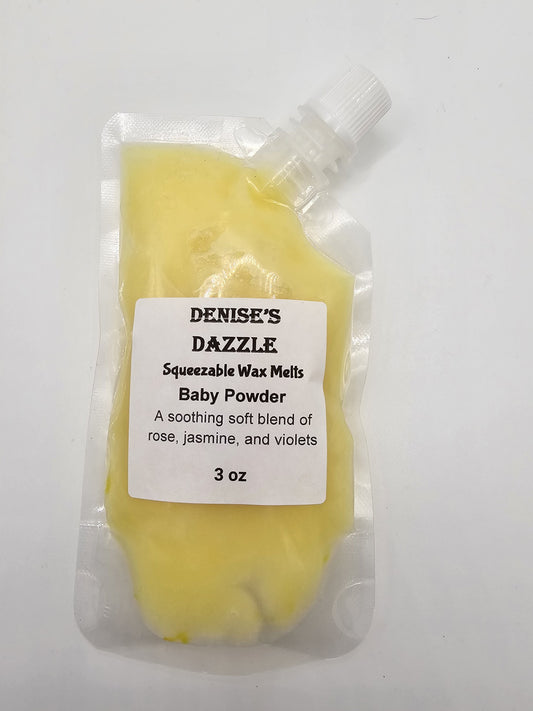 DENISE'S
DAZZLE
Squeezable Wax Melts
Baby Powder
A soothing soft blend of
rose, jasmine, and violets
3 oz